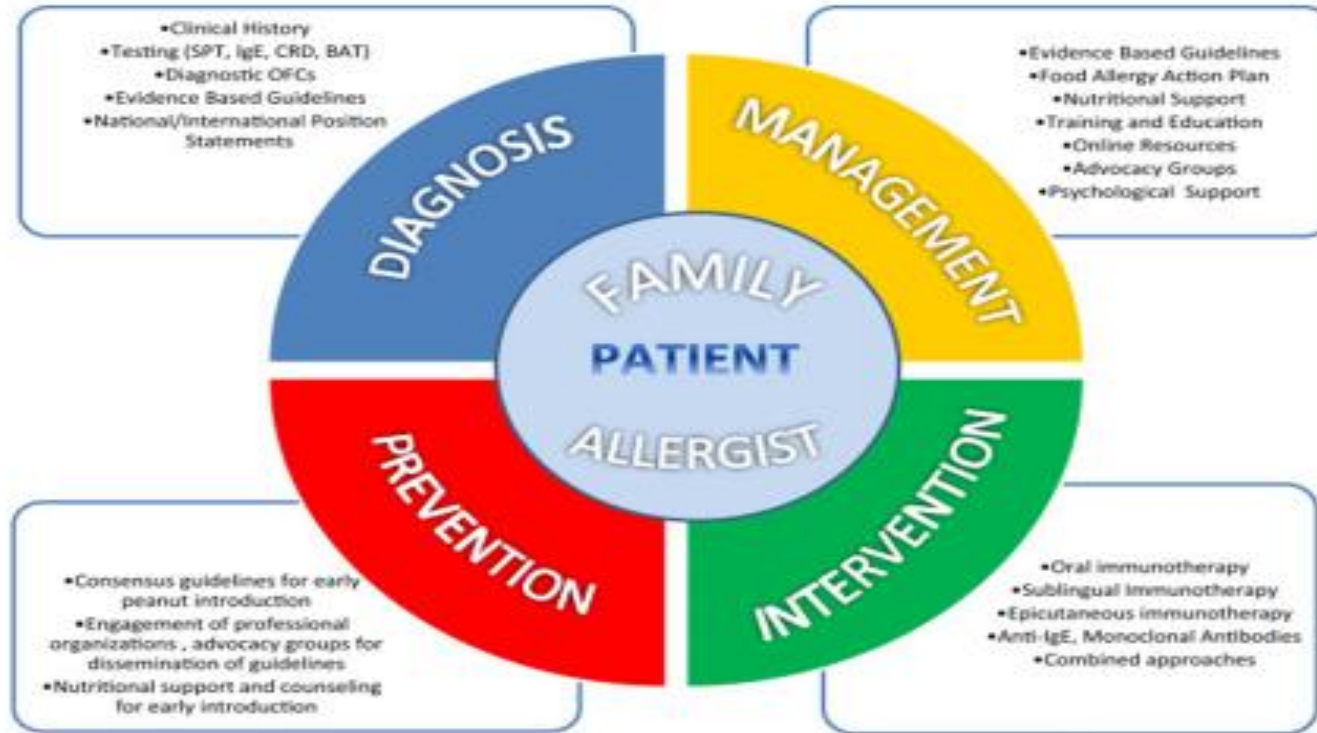 •Clinical History
•Testing (SPT, IgE, CRD, BAT)
•Diagnostic OFCs
•Evidence Based Guidelines
•National/International Position
Statements
•Evidence Based Guidelines
•Food Allergy Action Plan
•Nutritional Support
•Training and Education
•Online Resources
•Advocacy Groups
•Psychological Support
DIAGNOSIS
MANAGEMENT
FAMILY
PATIENT
ALLERGIST
PREVENTION
INTERVENTION
•Consensus guidelines for early
peanut introduction
•Engagement of professional
organizations , advocacy groups for
dissemination of guidelines
•Nutritional support and counseling
for early introduction
•Oral immunotherapy
•Sublingual Immunotherapy
•Epicutaneous immunotherapy
•Anti-IgE, Monoclonal Antibodies
•Combined approaches